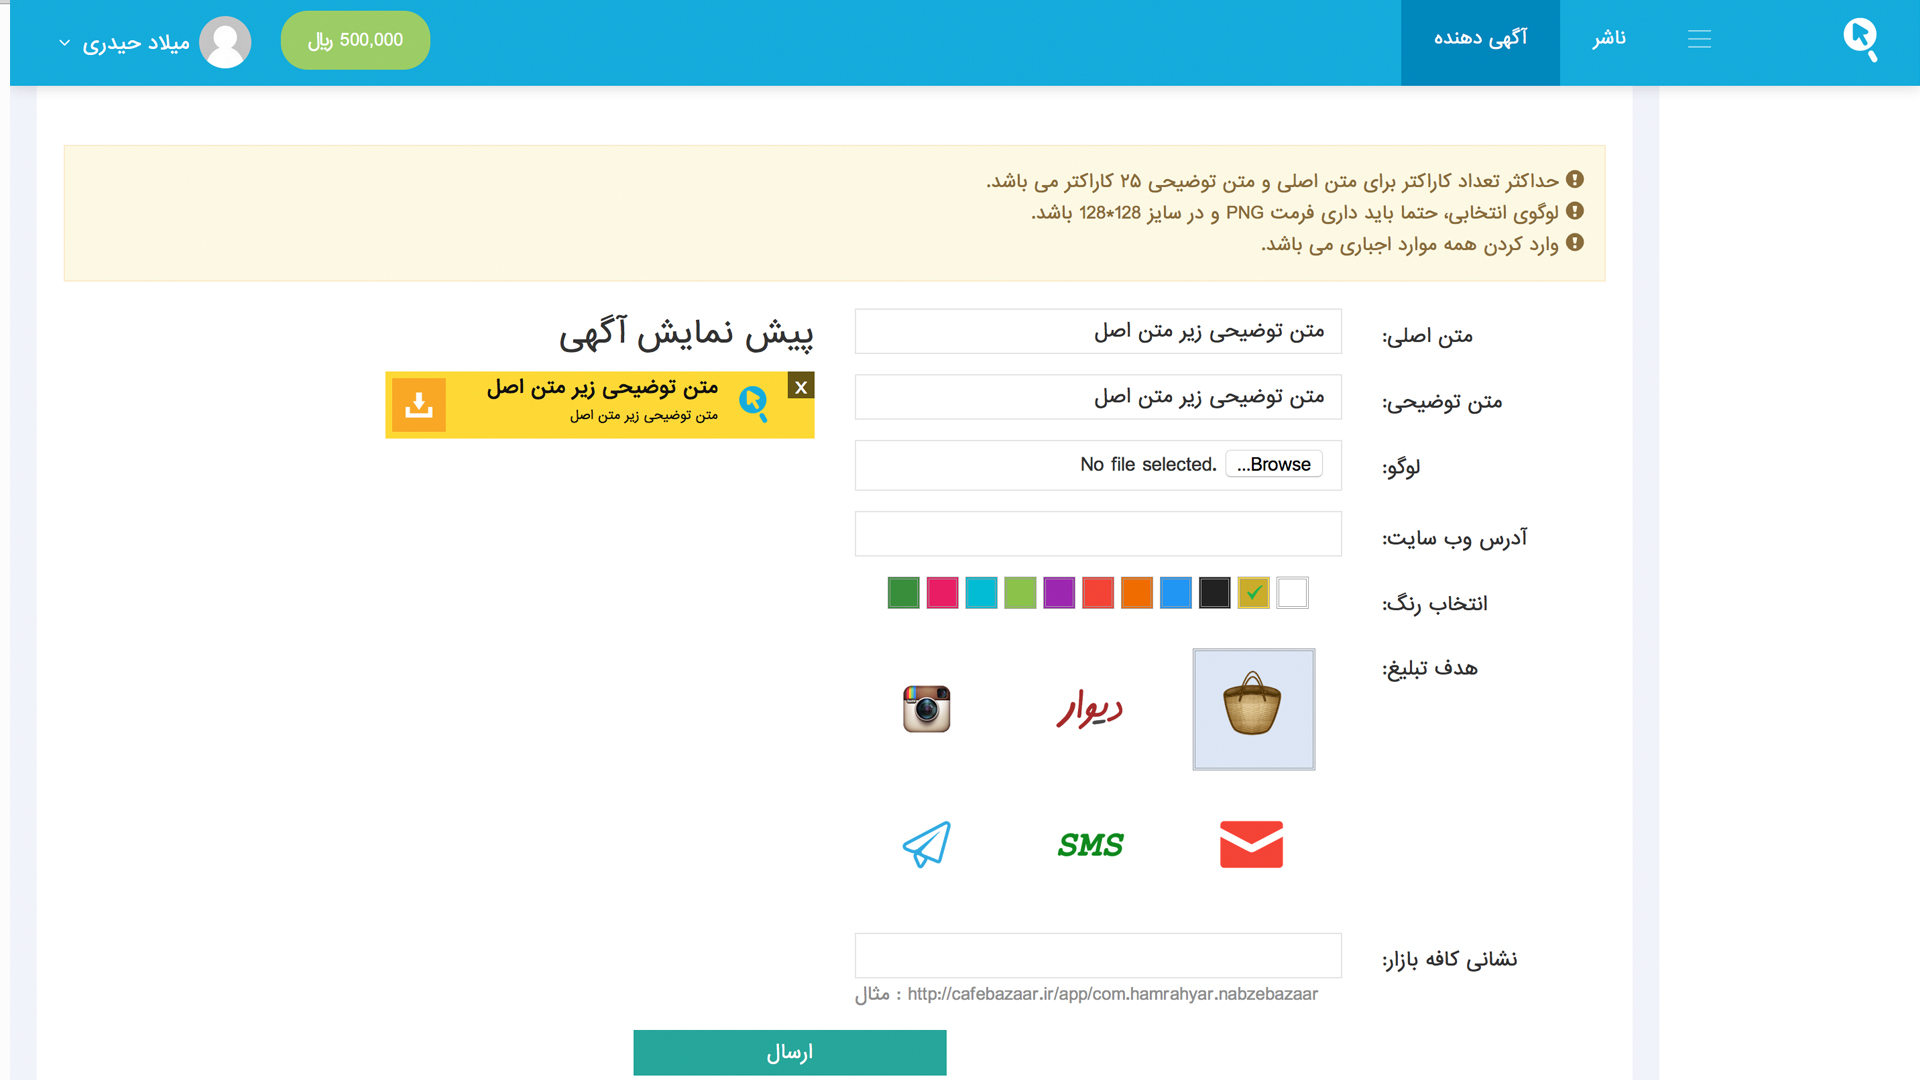 ناشر
آگهی دهنده
500,000 ریال
میلاد حیدری
حداکثر تعداد کاراکتر برای متن اصلی و متن توضیحی ۲۵ کاراکتر می باشد.
لوگوی انتخابی، حتما باید داری فرمت PNG و در سایز 128*128 باشد.
وارد کردن همه موارد اجباری می باشد.
متن اصلی:
متن توضیحی زیر متن اصل
متن توضیحی:
متن توضیحی زیر متن اصل
لوگو:
Browse...
No file selected.
آدرس وب سایت:
انتخاب رنگ:
هدف تبلیغ:
دیوار
SMS
نشانی کافه بازار:
مثال : http://cafebazaar.ir/app/com.hamrahyar.nabzebazaar
پیش نمایش آگهی
X
متن توضیحی زیر متن اصل
متن توضیحی زیر متن اصل
ارسال